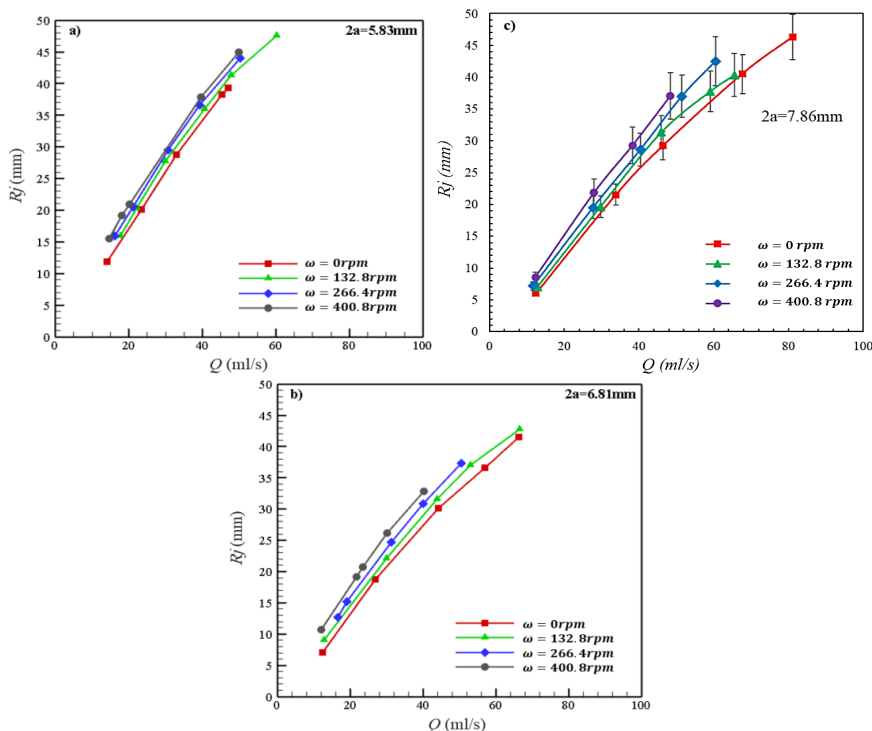 a)
2a=5.83mm
50
45
40
35
30
25
20
15
10
5
0
Rj (mm)
ω = 0rpm
ω = 132.8rpm
ω = 266.4rpm
ω = 400.8rpm
0 20 40 60 80 100
Q (ml/s)
c)
50
45
40
35
30
25
20
15
10
5
0
Rj (mm)
2a=7.86mm
ω = 0 rpm
ω = 132.8 rpm
ω = 266.4 rpm
ω = 400.8 rpm
0 20 40 60 80 100
Q (ml/s)
b)
2a=6.81mm
50
45
40
35
30
25
20
15
10
5
0
Rj (mm)
ω = 0rpm
ω = 132.8rpm
ω = 266.4rpm
ω = 400.8rpm
0 20 40 60 80 100
Q (ml/s)